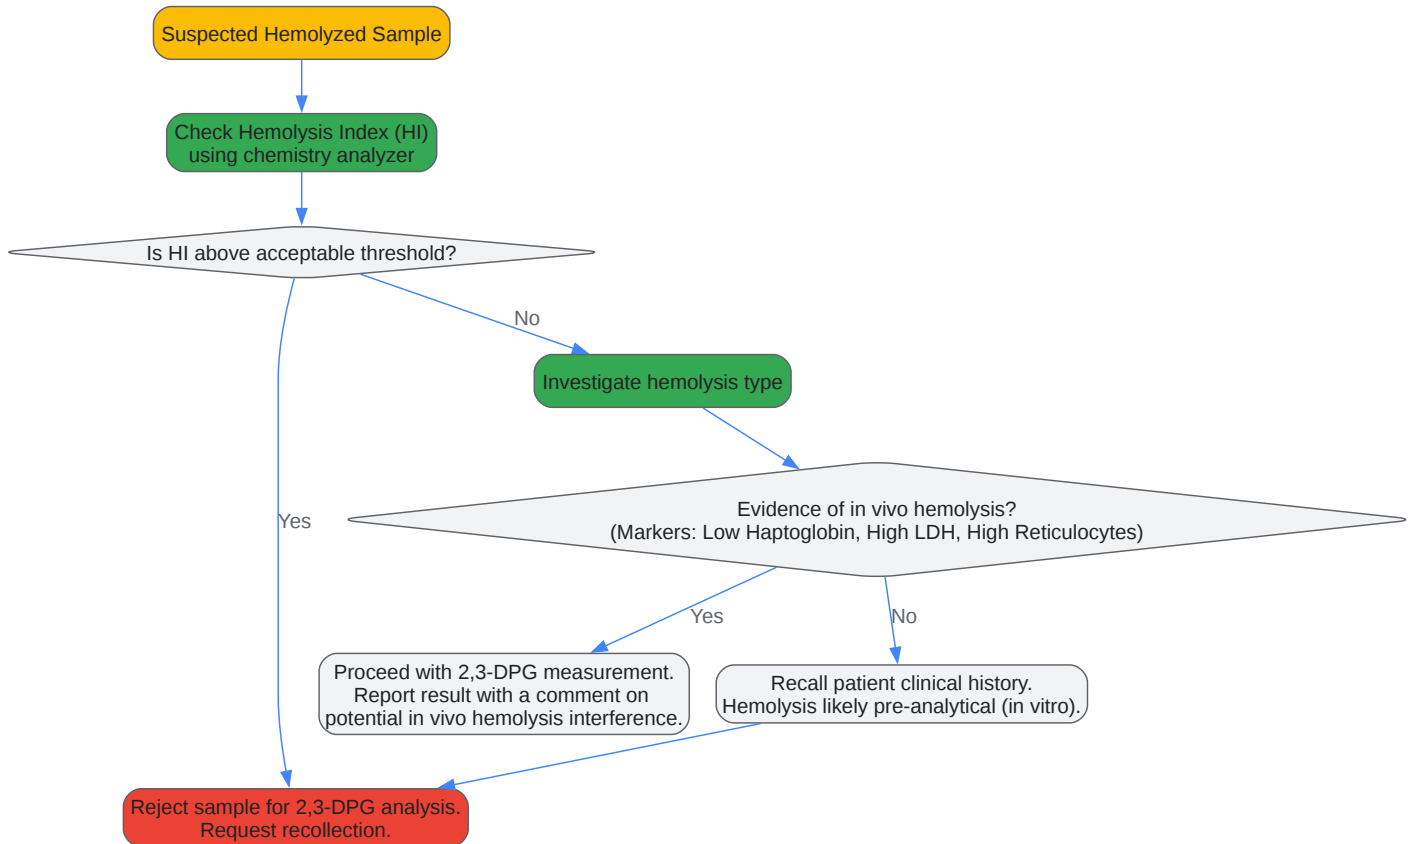 Suspected Hemolyzed Sample
Check Hemolysis Index (HI)
using chemistry analyzer
Is HI above acceptable threshold?
No
Investigate hemolysis type
Yes
Evidence of in vivo hemolysis?
(Markers: Low Haptoglobin, High LDH, High Reticulocytes)
Yes
No
Proceed with 2,3-DPG measurement.
Report result with a comment on
potential in vivo hemolysis interference.
Recall patient clinical history.
Hemolysis likely pre-analytical (in vitro).
Reject sample for 2,3-DPG analysis.
Request recollection.